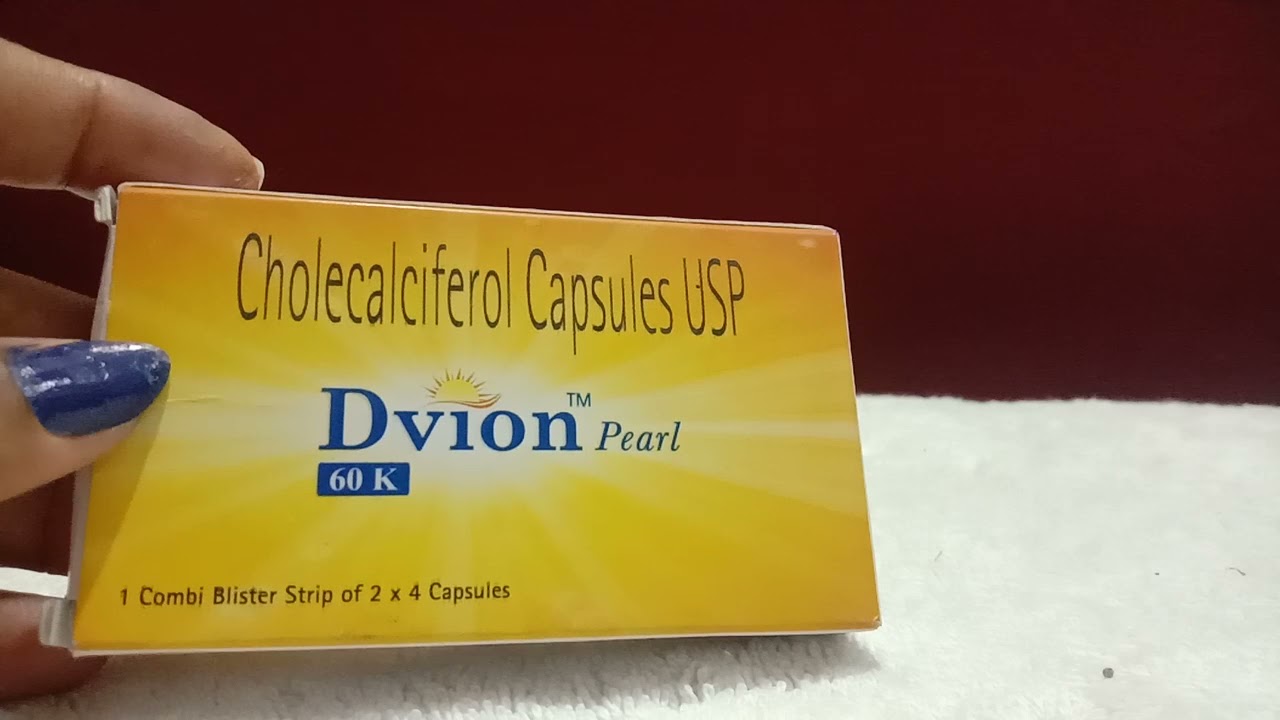 Cholecalciferol Capsules USP
Dvion™ Pearl
60 K
1 Combi Blister Strip of 2 x 4 Capsules